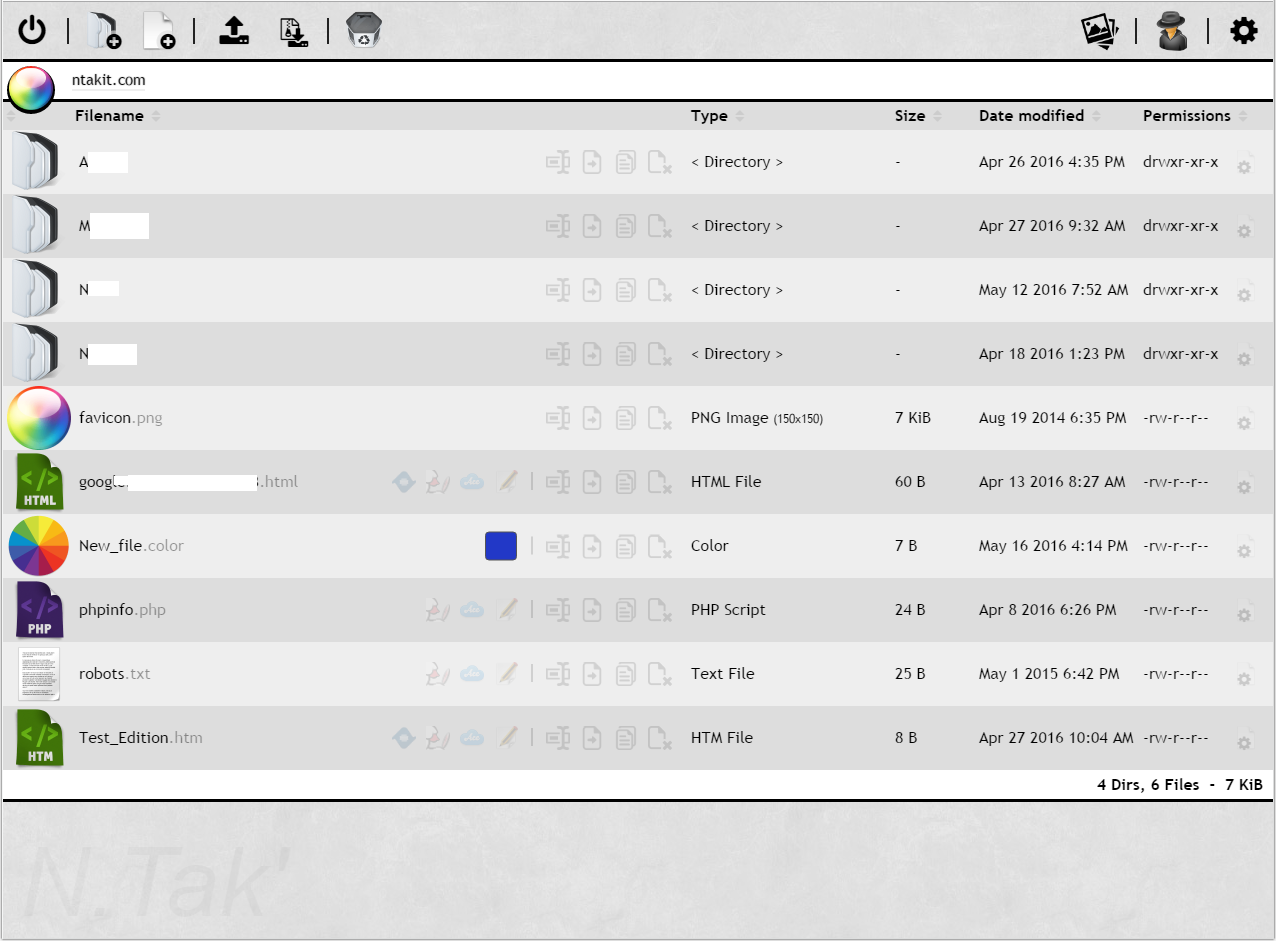 ntakit.com
Filename Type Size Date modified Permissions
A < Directory > - Apr 26 2016 4:35 PM drwxr-xr-x
M < Directory > - Apr 27 2016 9:32 AM drwxr-xr-x
N < Directory > - May 12 2016 7:52 AM drwxr-xr-x
N < Directory > - Apr 18 2016 1:23 PM drwxr-xr-x
favicon.png PNG Image (150x150) 7 KiB Aug 19 2014 6:35 PM -rw-r--r--
</> HTML .html HTML File 60 B Apr 13 2016 8:27 AM -rw-r--r--
New_file.color Color 7 B May 16 2016 4:14 PM -rw-r--r--
</> PHP phpinfo.php PHP Script 24 B Apr 8 2016 6:26 PM -rw-r--r--
robots.txt Text File 25 B May 1 2015 6:42 PM -rw-r--r--
</> HTM Test_Edition.htm HTM File 8 B Apr 27 2016 10:04 AM -rw-r--r--
4 Dirs, 6 Files - 7 KiB
N.Tak'